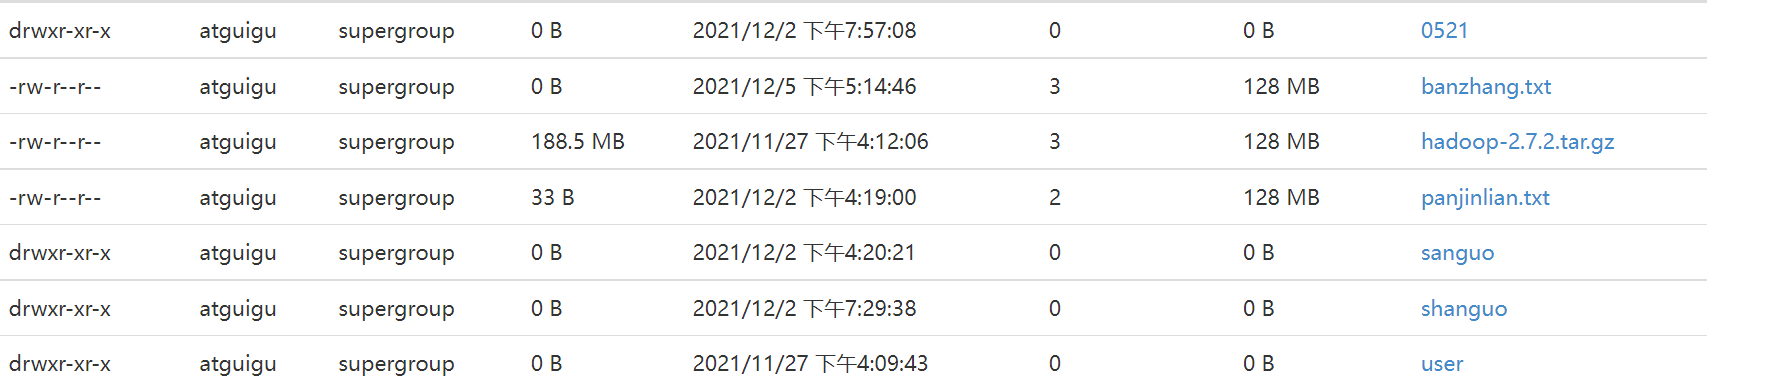 drwxr-xr-x atguigu supergroup 0 B 2021/12/2 下午7:57:08 0 0 B 0521
-rw-r--r-- atguigu supergroup 0 B 2021/12/5 下午5:14:46 3 128 MB banzhang.txt
-rw-r--r-- atguigu supergroup 188.5 MB 2021/11/27 下午4:12:06 3 128 MB hadoop-2.7.2.tar.gz
-rw-r--r-- atguigu supergroup 33 B 2021/12/2 下午4:19:00 2 128 MB panjinlian.txt
drwxr-xr-x atguigu supergroup 0 B 2021/12/2 下午4:20:21 0 0 B sanguo
drwxr-xr-x atguigu supergroup 0 B 2021/12/2 下午7:29:38 0 0 B shanguo
drwxr-xr-x atguigu supergroup 0 B 2021/11/27 下午4:09:43 0 0 B user